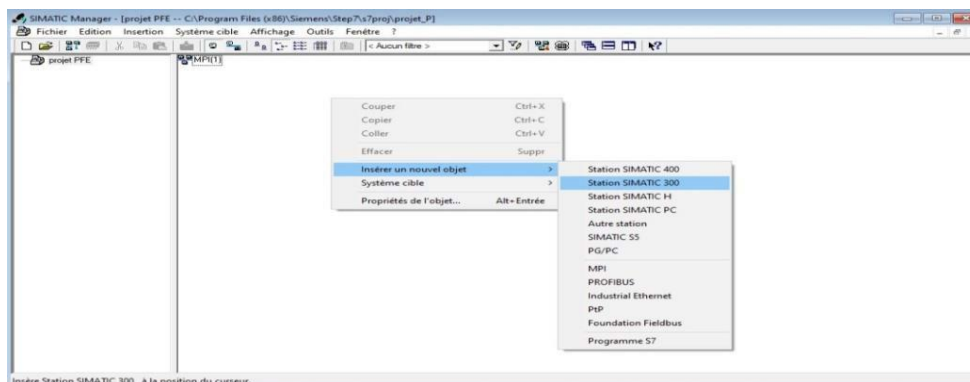 SIMATIC Manager - [projet PFE -- C:\Program Files (x86)\Siemens\Step7\s7proj\projet_P]
Fichier Edition Insertion Système cible Affichage Outils Fenêtre ?
< Aucun filtre >
projet PFE
MPI(1)
Couper Ctrl+X
Copier Ctrl+C
Coller Ctrl+V
Effacer Suppr
Insérer un nouvel objet >
Système cible >
Propriétés de l'objet... Alt+Entrée
Station SIMATIC 400
Station SIMATIC 300
Station SIMATIC H
Station SIMATIC PC
Autre station
SIMATIC S5
PG/PC
MPI
PROFIBUS
Industrial Ethernet
PtP
Foundation Fieldbus
Programme S7
Insère Station SIMATIC 300 à la position du curseur.